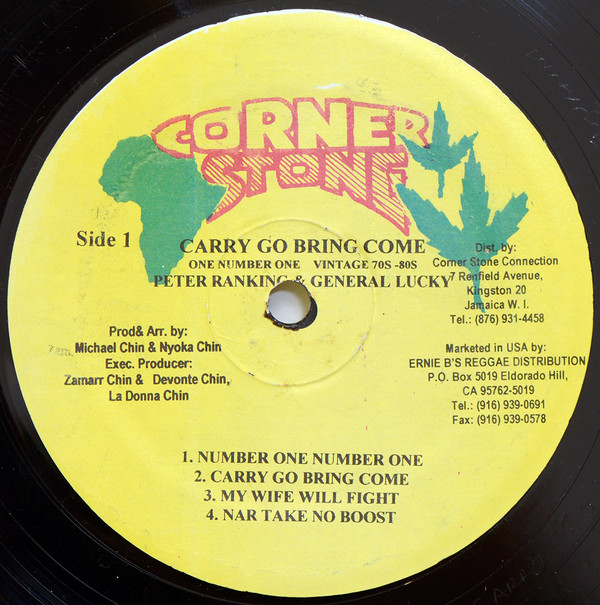 CORNER
STONE
Side 1
CARRY GO BRING COME
ONE NUMBER ONE VINTAGE 70S -80S
PETER RANKING & GENERAL LUCKY
Dist. by:
Corner Stone Connection
7 Renfield Avenue,
Kingston 20
Jamaica W. I.
Tel.: (876) 931-4458
Prod& Arr. by:
Michael Chin & Nyoka Chin
Exec. Producer:
Zamarr Chin & Devonte Chin,
La Donna Chin
Marketed in USA by:
ERNIE B'S REGGAE DISTRIBUTION
P.O. Box 5019 Eldorado Hill,
CA 95762-5019
Tel.: (916) 939-0691
Fax: (916) 939-0578
1. NUMBER ONE NUMBER ONE
2. CARRY GO BRING COME
3. MY WIFE WILL FIGHT
4. NAR TAKE NO BOOST